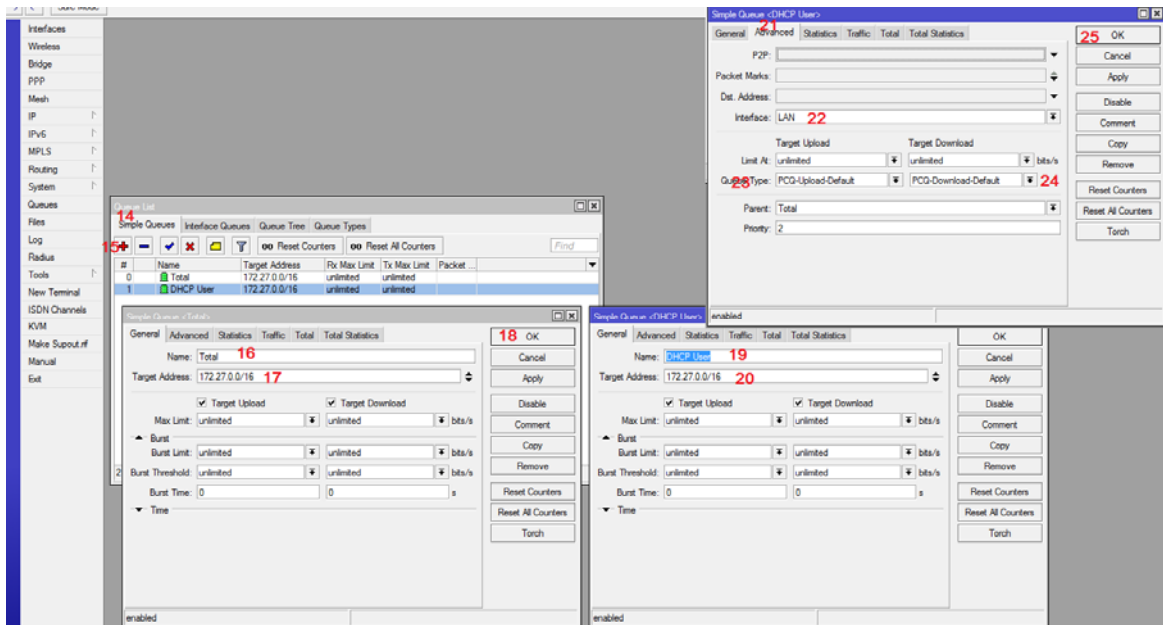 Safe Mode
Interfaces
Wireless
Bridge
PPP
Mesh
IP
IPv6
MPLS
Routing
System
Queues
Files
Log
Radius
Tools
New Terminal
ISDN Channels
KVM
Make Supout.rif
Manual
Exit
Queue List
14
Simple Queues Interface Queues Queue Tree Queue Types
15 00 Reset Counters 00 Reset All Counters Find
# Name Target Address Rx Max Limit Tx Max Limit Packet ...
0 Total 172.27.0.0/16 unlimited unlimited
1 DHCP User 172.27.0.0/16 unlimited unlimited
2
Simple Queue <Total>
General Advanced Statistics Traffic Total Total Statistics
Name: Total 16
Target Address: 172.27.0.0/16 17
Target Upload Target Download
Max Limit: unlimited unlimited bits/s
Burst
Burst Limit: unlimited unlimited bits/s
Burst Threshold: unlimited unlimited bits/s
Burst Time: 0 0 s
Time
18 OK
Cancel
Apply
Disable
Comment
Copy
Remove
Reset Counters
Reset All Counters
Torch
enabled
Simple Queue <DHCP User>
General Advanced Statistics Traffic Total Total Statistics
Name: DHCP User 19
Target Address: 172.27.0.0/16 20
Target Upload Target Download
Max Limit: unlimited unlimited bits/s
Burst
Burst Limit: unlimited unlimited bits/s
Burst Threshold: unlimited unlimited bits/s
Burst Time: 0 0 s
Time
OK
Cancel
Apply
Disable
Comment
Copy
Remove
Reset Counters
Reset All Counters
Torch
enabled
Simple Queue <DHCP User>
21
General Advanced Statistics Traffic Total Total Statistics
P2P:
Packet Marks:
Dst. Address:
Interface: LAN 22
Target Upload Target Download
Limit At: unlimited unlimited bits/s
Queue Type: 23 PCQ-Upload-Default PCQ-Download-Default 24
Parent: Total
Priority: 2
25 OK
Cancel
Apply
Disable
Comment
Copy
Remove
Reset Counters
Reset All Counters
Torch
enabled